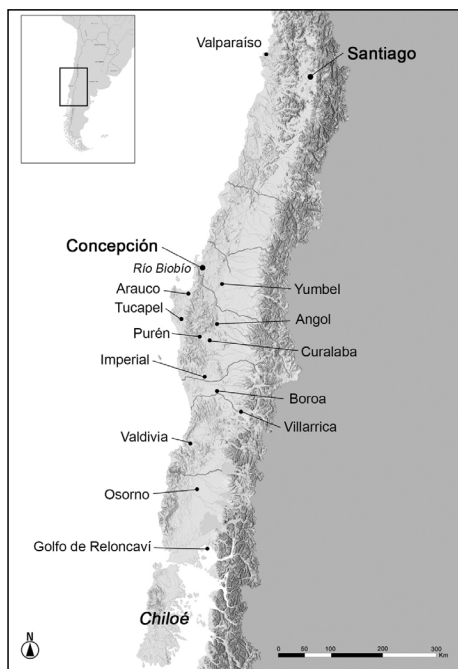 Valparaíso
Santiago
Concepción
Río Biobío
Arauco
Yumbel
Tucapel
Angol
Purén
Curalaba
Imperial
Boroa
Villarrica
Valdivia
Osorno
Golfo de Reloncaví
Chiloé
N
0 50 100 200 300
Km